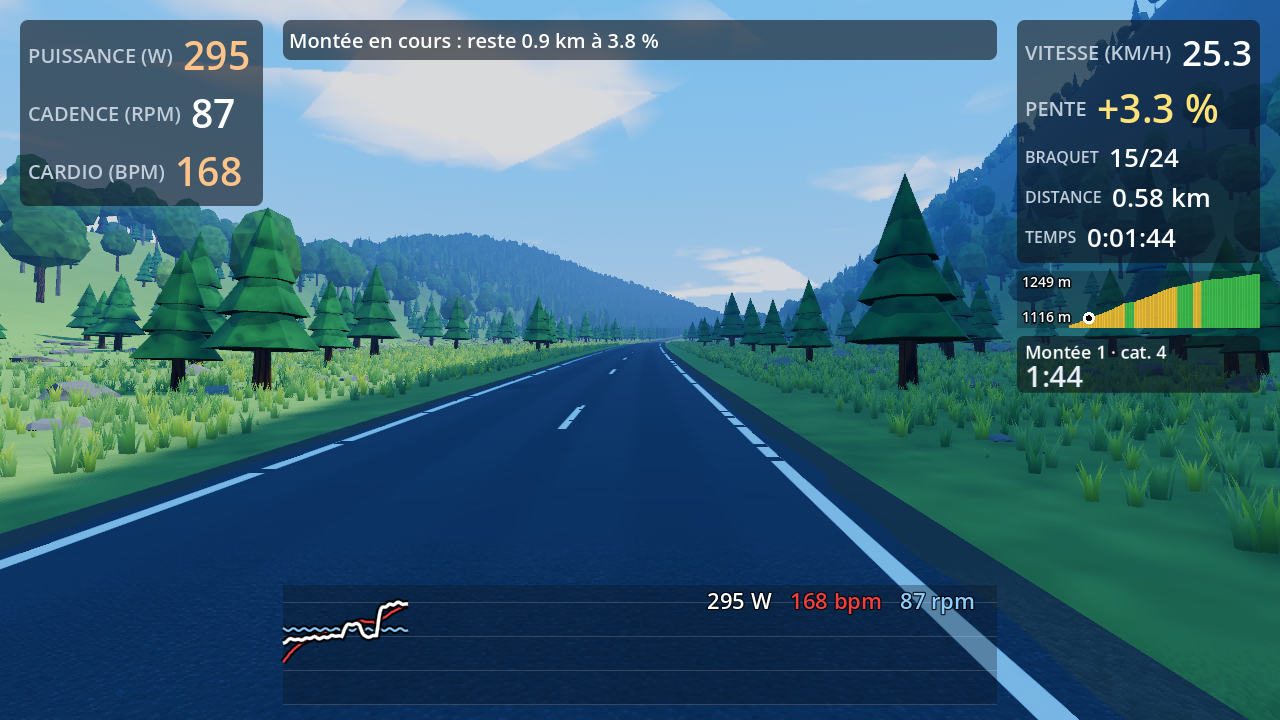 PUISSANCE (W) 295
CADENCE (RPM) 87
CARDIO (BPM) 168
Montée en cours : reste 0.9 km à 3.8 %
VITESSE (KM/H) 25.3
PENTE +3.3 %
BRAQUET 15/24
DISTANCE 0.58 km
TEMPS 0:01:44
1249 m
1116 m
Montée 1 · cat. 4
1:44
295 W 168 bpm 87 rpm